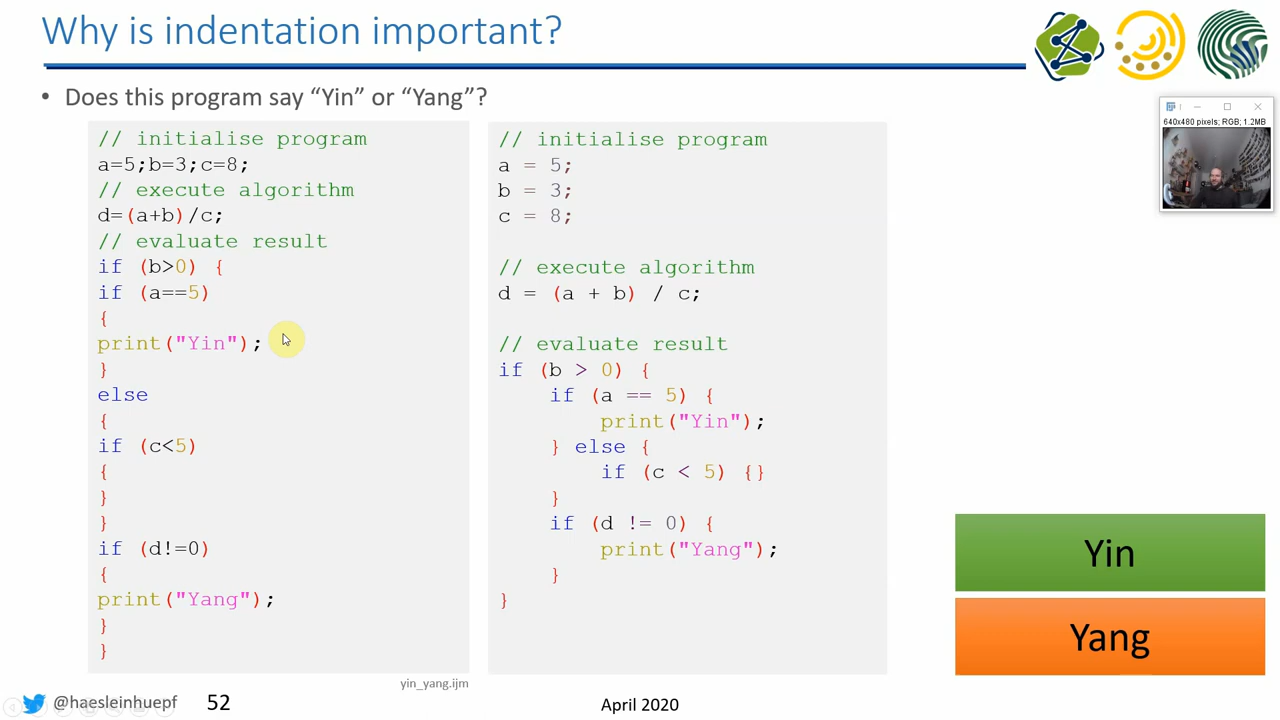 Why is indentation important?
• Does this program say “Yin” or “Yang”?
// initialise program
a=5;b=3;c=8;
// execute algorithm
d=(a+b)/c;
// evaluate result
if (b>0) {
if (a==5)
{
print("Yin");
}
else
{
if (c<5)
{
}
}
if (d!=0)
{
print("Yang");
}
}
yin_yang.ijm
// initialise program
a = 5;
b = 3;
c = 8;
// execute algorithm
d = (a + b) / c;
// evaluate result
if (b > 0) {
if (a == 5) {
print("Yin");
} else {
if (c < 5) {}
}
if (d != 0) {
print("Yang");
}
}
640x480 pixels; RGB; 1.2MB
Yin
Yang
@haesleinhuepf
52
April 2020